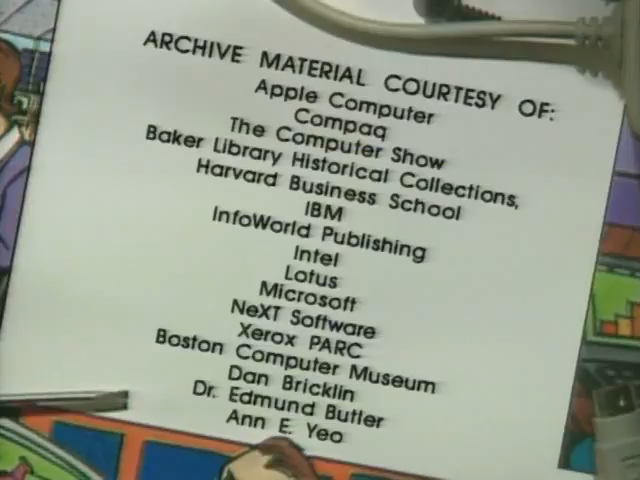 ARCHIVE MATERIAL COURTESY OF:
Apple Computer
Compaq
The Computer Show
Baker Library Historical Collections,
Harvard Business School
IBM
InfoWorld Publishing
Intel
Lotus
Microsoft
NeXT Software
Xerox PARC
Boston Computer Museum
Dan Bricklin
Dr. Edmund Butler
Ann E. Yeo